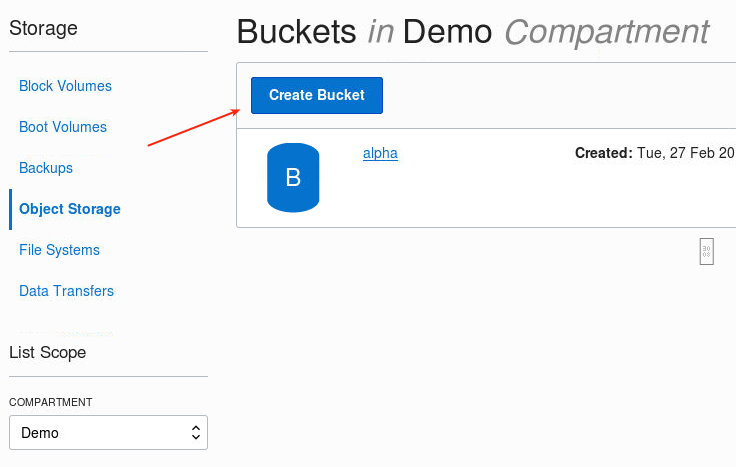 Storage
Block Volumes
Boot Volumes
Backups
Object Storage
File Systems
Data Transfers
List Scope
COMPARTMENT
Demo
Buckets in Demo Compartment
Create Bucket
B
alpha
Created: Tue, 27 Feb 20